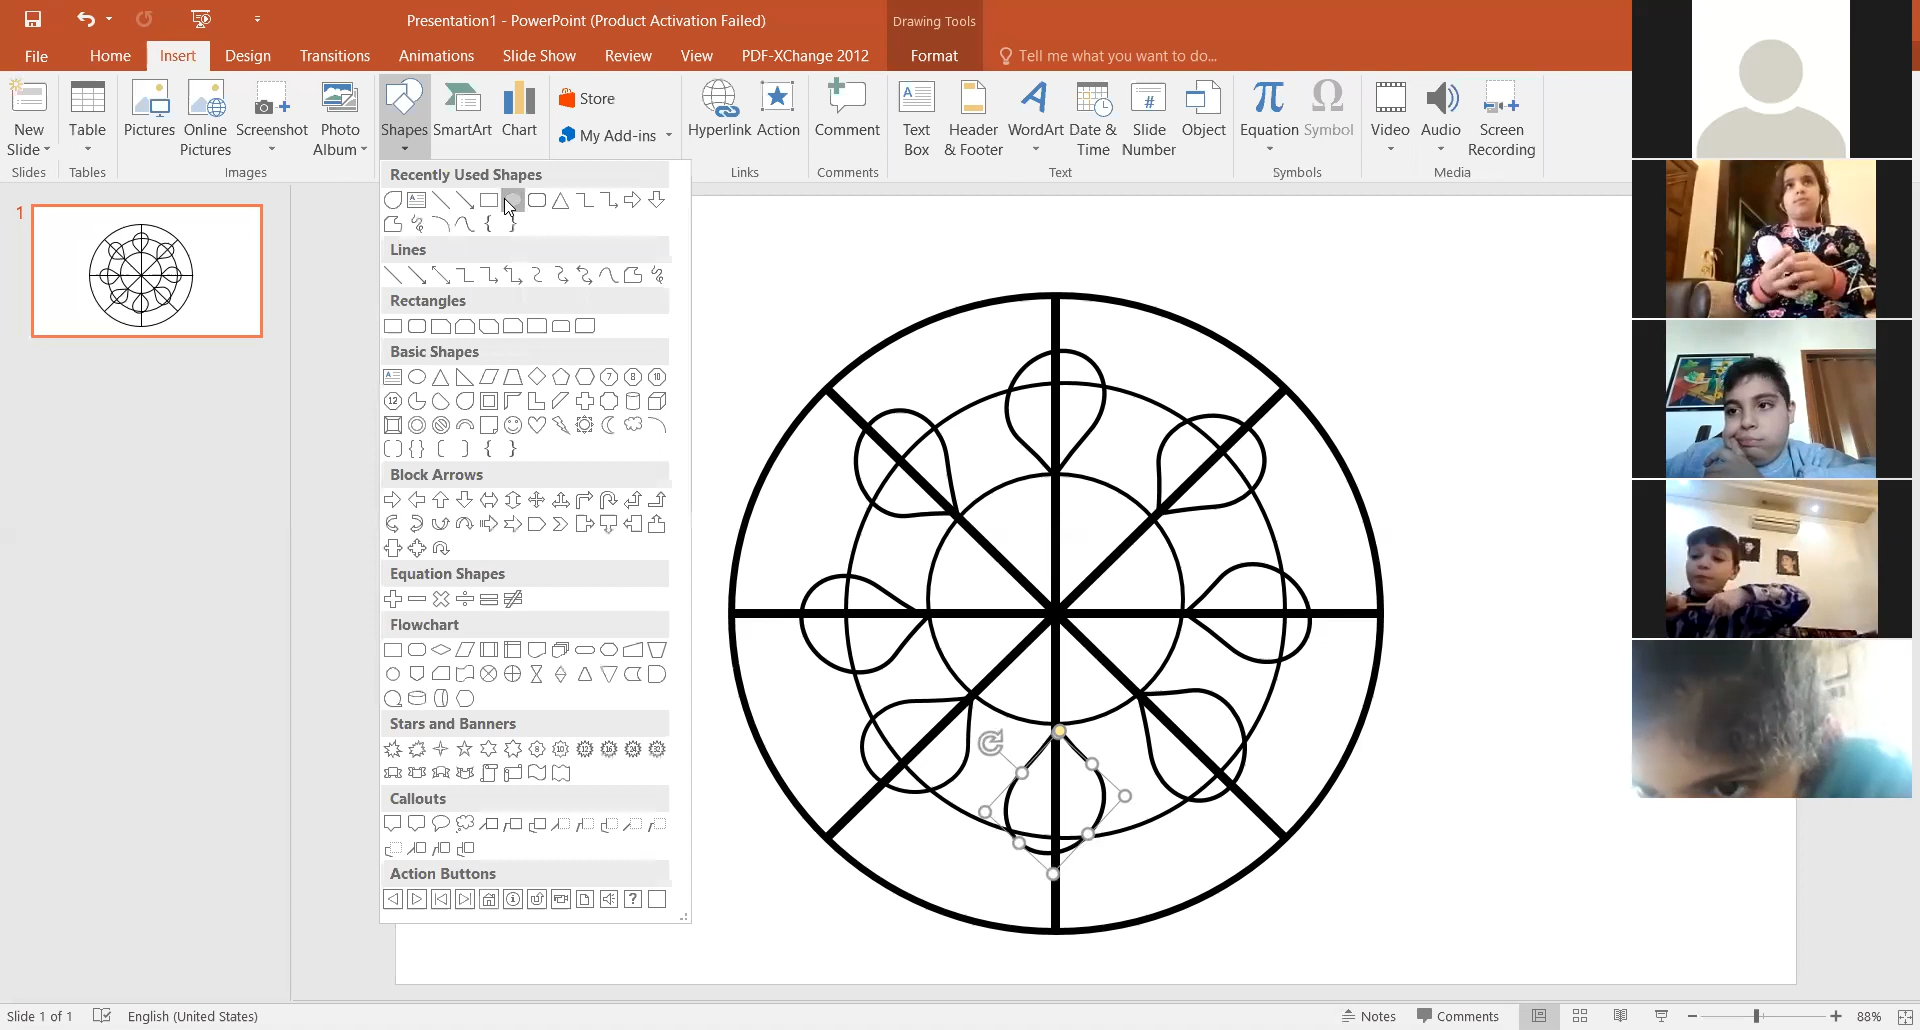 Presentation1 - PowerPoint (Product Activation Failed)
Drawing Tools
File
Home
Insert
Design
Transitions
Animations
Slide Show
Review
View
PDF-XChange 2012
Format
Tell me what you want to do...
New Slide
Table
Pictures
Online Pictures
Screenshot
Photo Album
Shapes
SmartArt
Chart
Store
My Add-ins
Hyperlink
Action
Comment
Text Box
Header & Footer
WordArt
Date & Time
Slide Number
Object
Equation
Symbol
Video
Audio
Screen Recording
Slides
Tables
Images
Links
Comments
Text
Symbols
Media
1
Recently Used Shapes
Lines
Rectangles
Basic Shapes
Block Arrows
Equation Shapes
Flowchart
Stars and Banners
Callouts
Action Buttons
Slide 1 of 1
English (United States)
Notes
Comments
88%